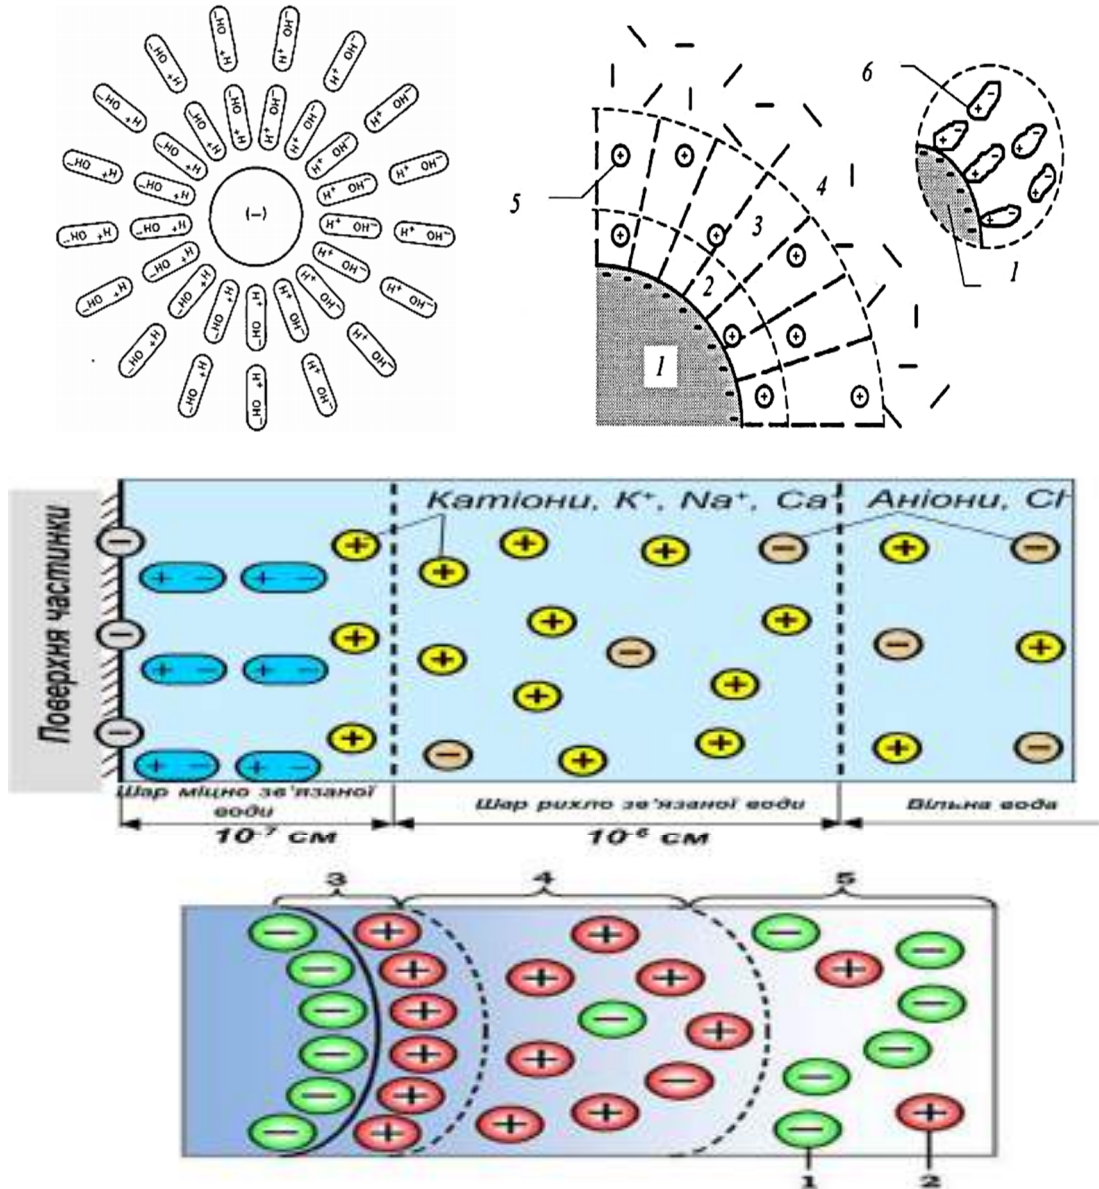 (−)
H⁺ OH⁻
5
4
3
2
1
6
1
Поверхня частинки
Катіони, K⁺, Na⁺, Ca
Аніони, Cl
Шар міцно зв'язаної
води
Шар рихло зв'язаної води
Вільна вода
10⁻⁷ см
10⁻⁶ см
3
4
5
1
2